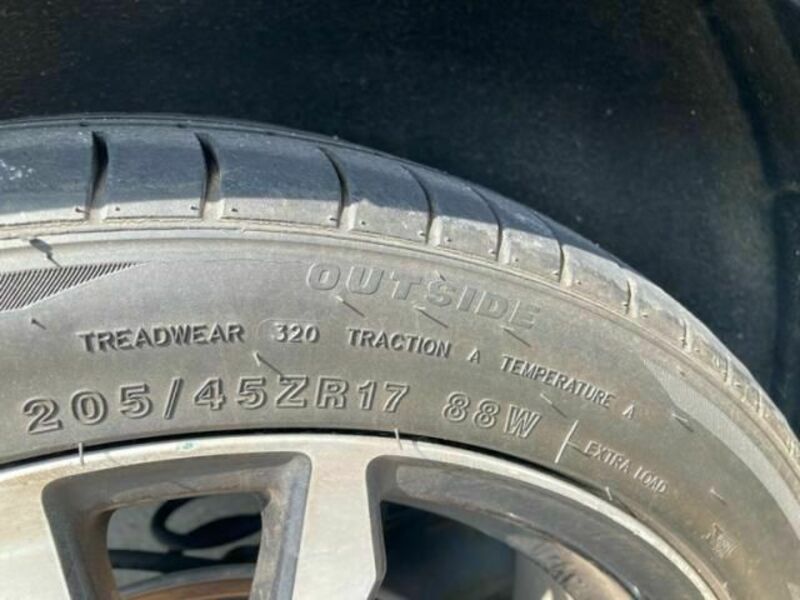 OUTSIDE
TREADWEAR 320 TRACTION A TEMPERATURE A
205/45ZR17 88W
EXTRA LOAD